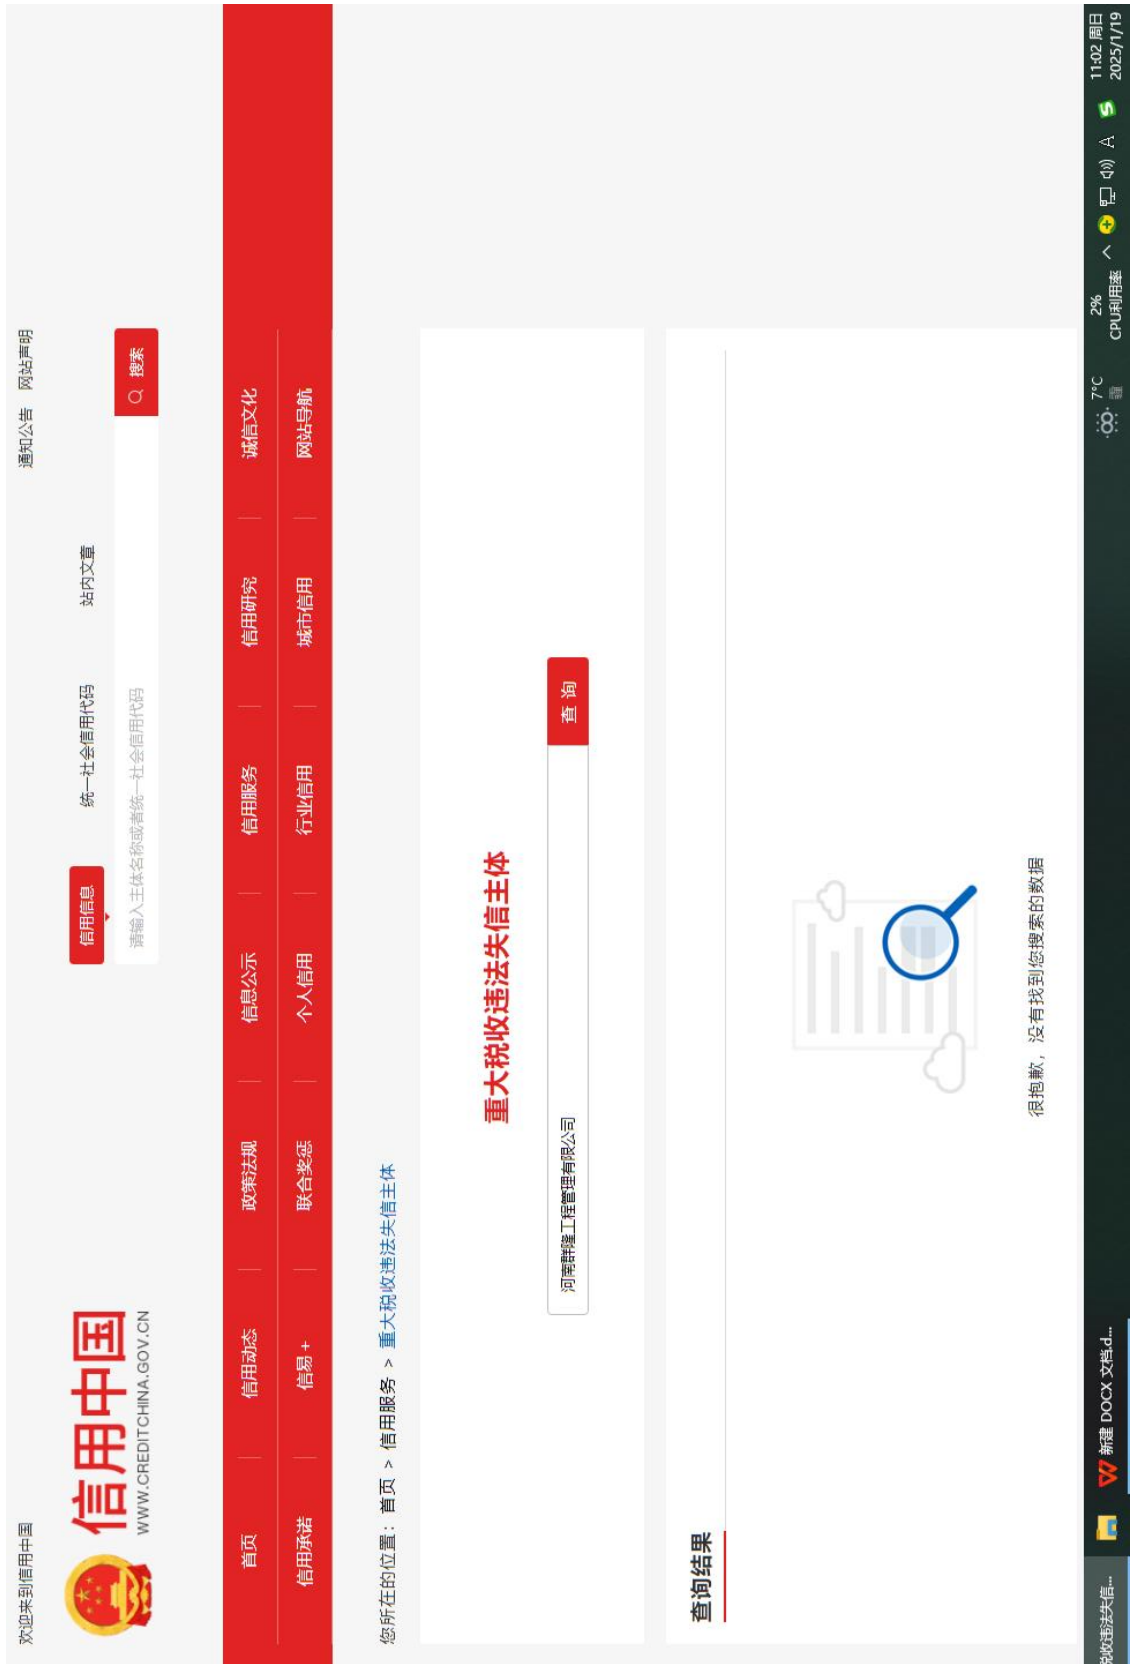 欢迎来到信用中国
通知公告 网站声明
信用中国
WWW.CREDITCHINA.GOV.CN
信用信息 统一社会信用代码 站内文章
请输入主体名称或者统一社会信用代码
搜索
首页 信用动态 政策法规 信息公示 信用服务 信用研究 诚信文化
信用承诺 信易+ 联合奖惩 个人信用 行业信用 城市信用 网站导航
您所在的位置: 首页 > 信用服务 > 重大税收违法失信主体
重大税收违法失信主体
河南群隆工程管理有限公司
查询
查询结果
很抱歉，没有找到您搜索的数据
税收违法失信...
新建 DOCX 文档.d...
7°C
霾
2%
CPU利用率
A
11:02 周日
2025/1/19